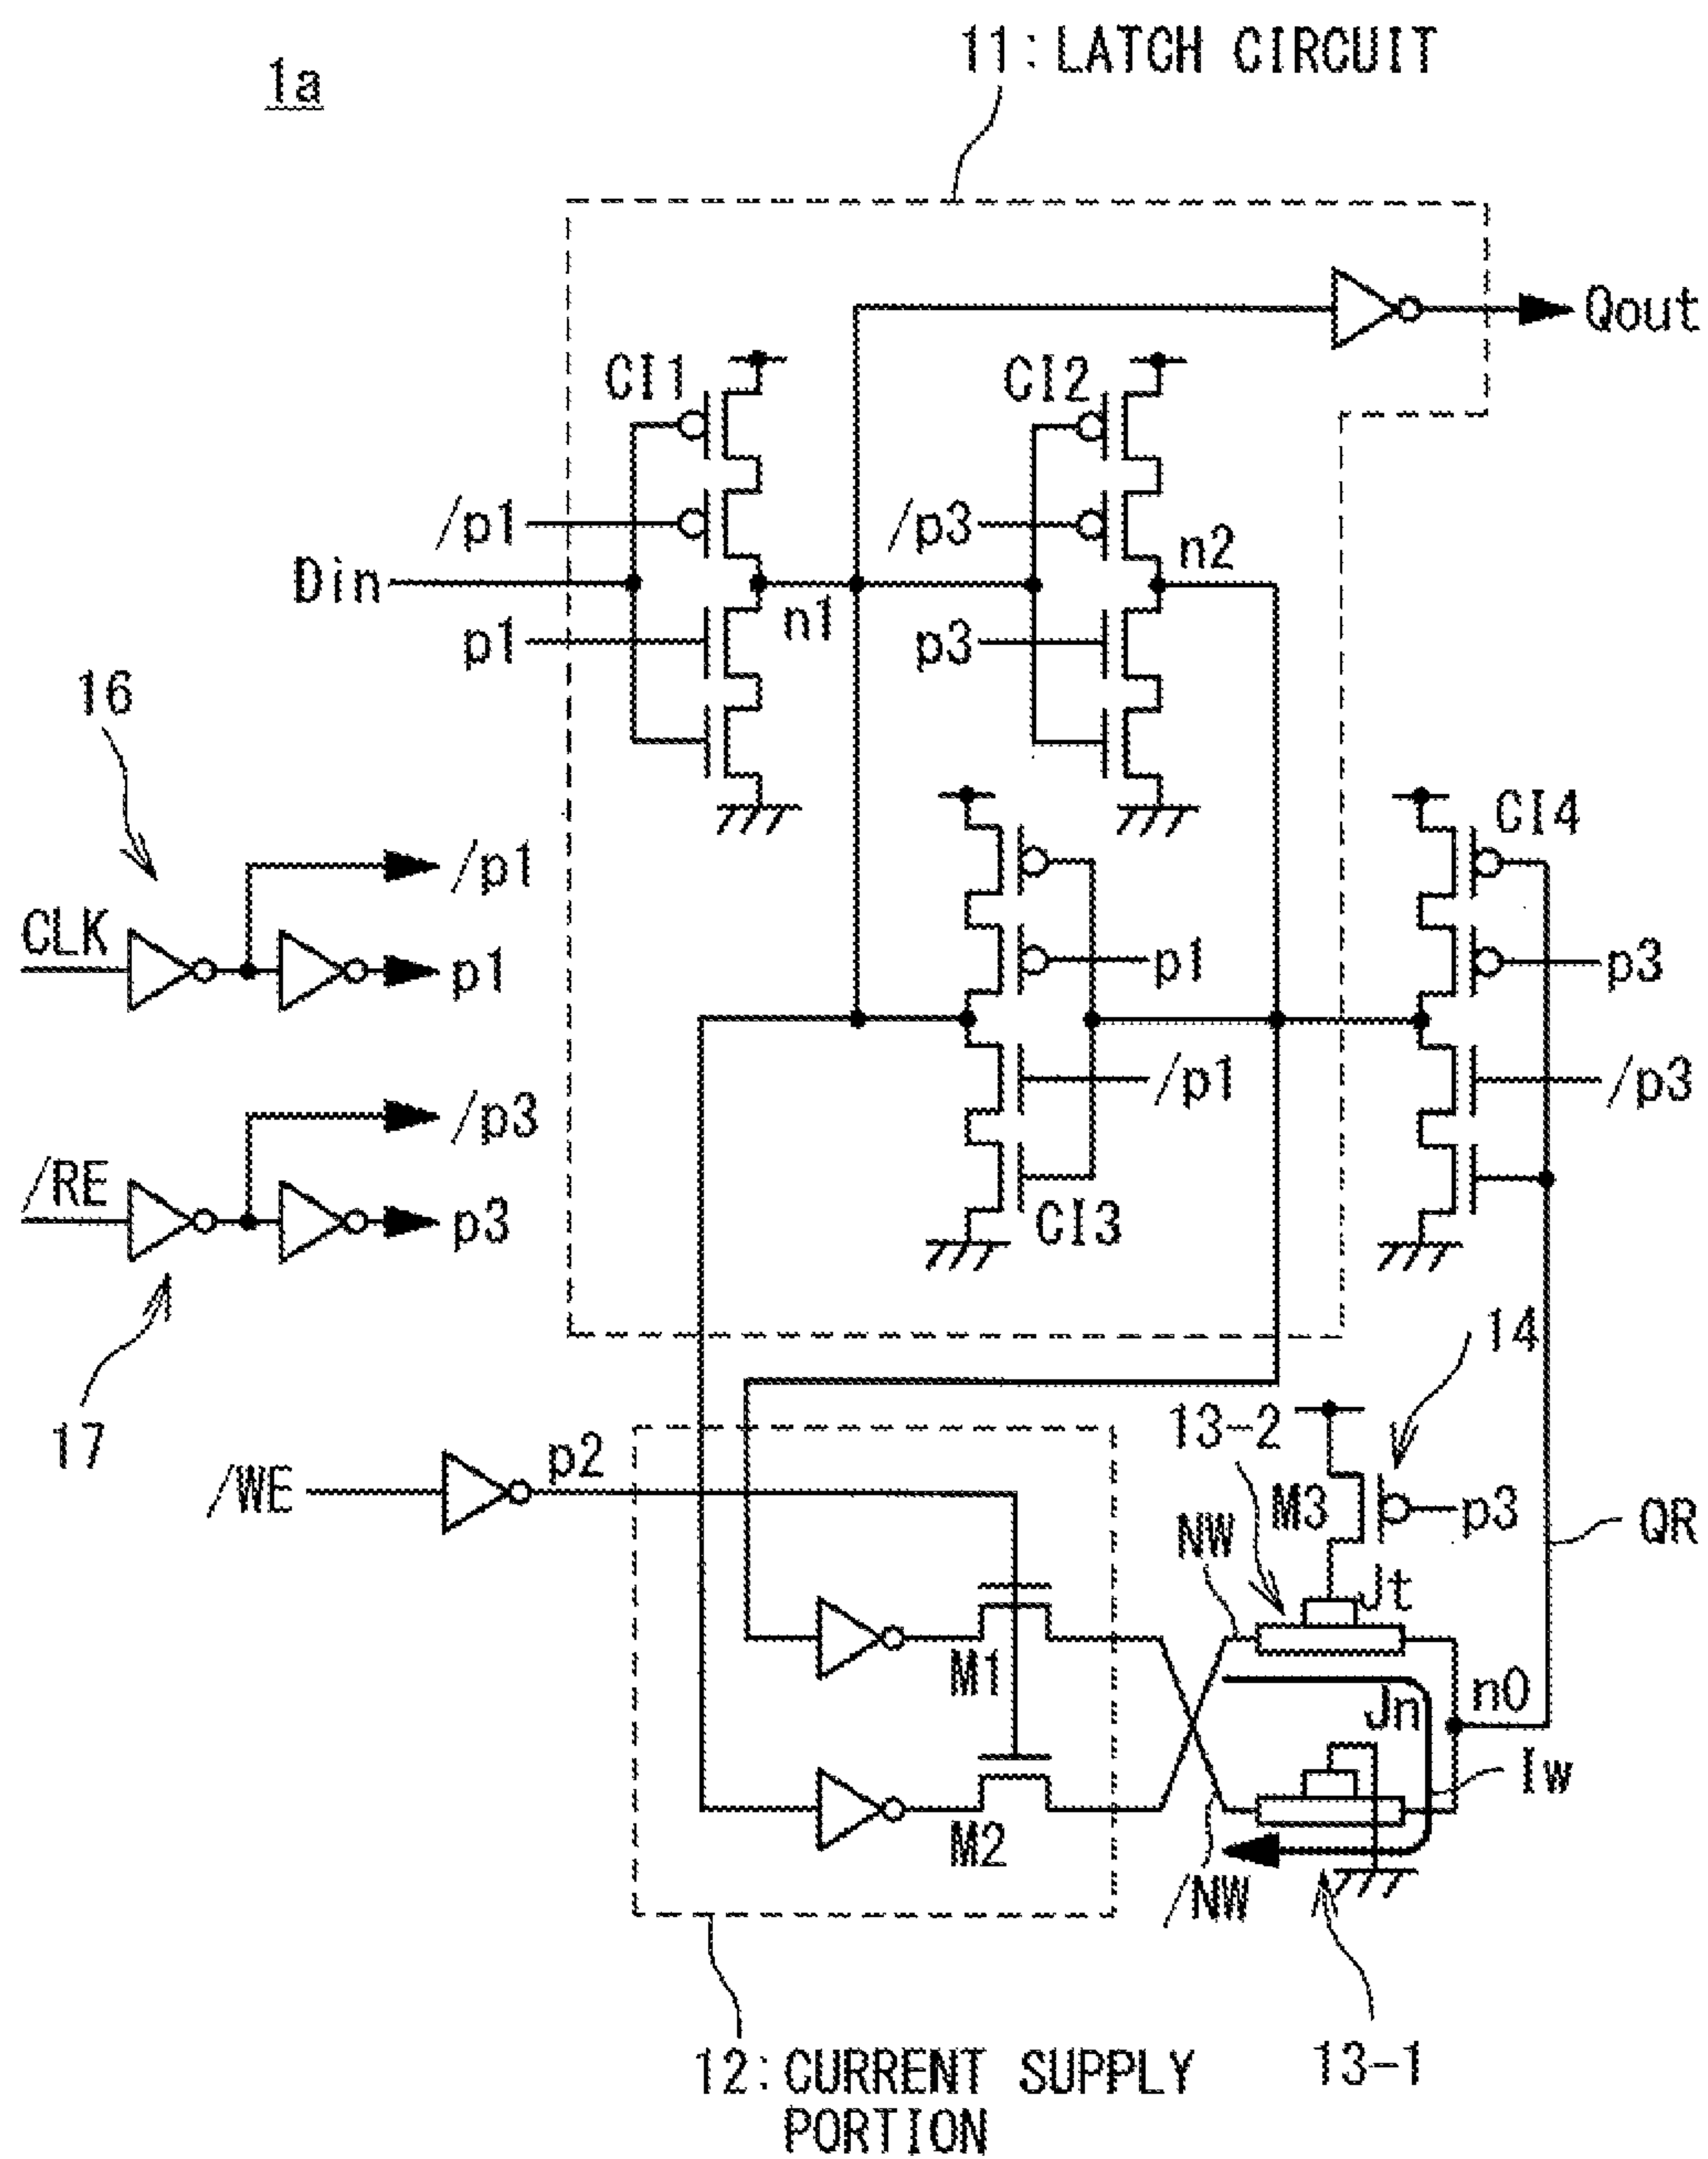 11:LATCH CIRCUIT
1a
Qout
CI1
CI2
/p1
/p3
n2
Din
n1
p1
p3
16
CI4
/p1
CLK
p1
p1
p3
/p1
/p3
/p3
/RE
p3
CI3
17
14
13-2
/WE
p2
M3
p3
QR
NW
Jt
M1
n0
Jn
Iw
M2
/NW
13-1
12:CURRENT SUPPLY
PORTION